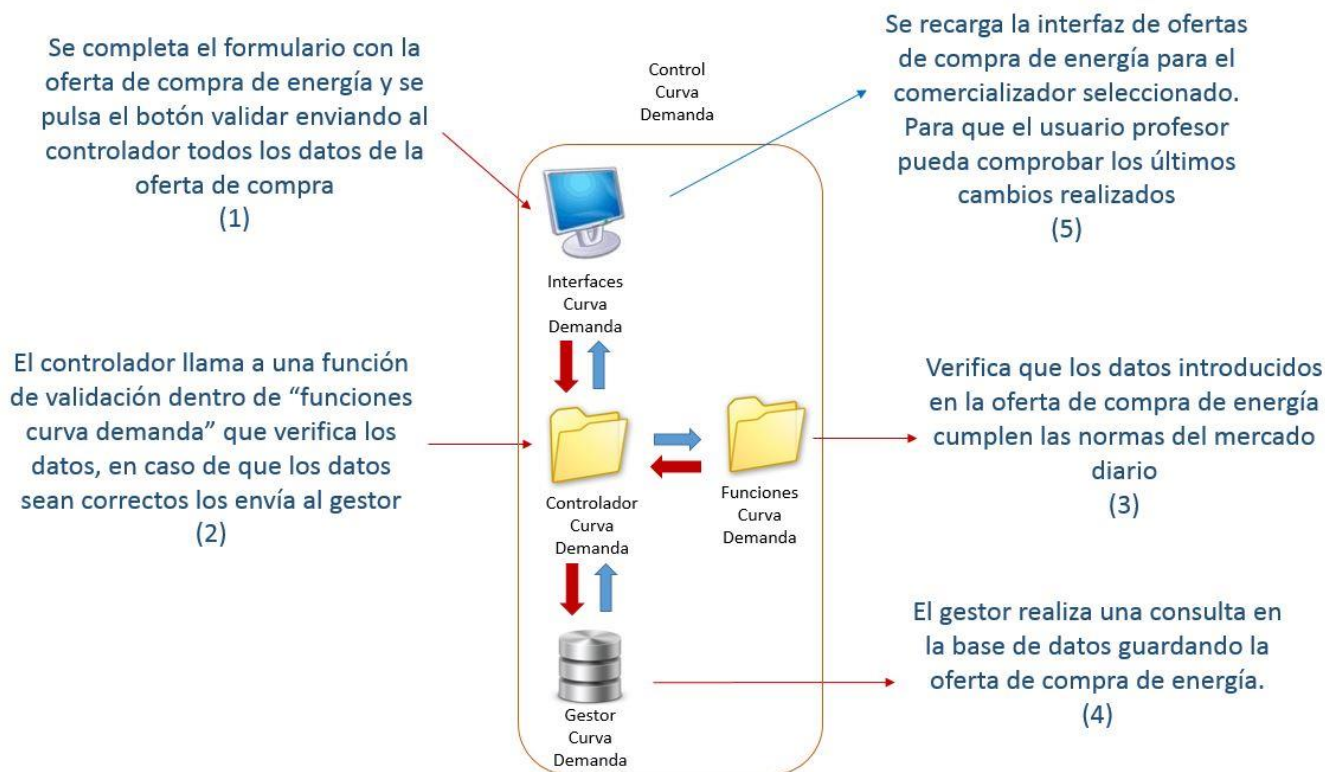 Se completa el formulario con la
oferta de compra de energía y se
pulsa el botón validar enviando al
controlador todos los datos de la
oferta de compra
(1)
Control
Curva
Demanda
Se recarga la interfaz de ofertas
de compra de energía para el
comercializador seleccionado.
Para que el usuario profesor
pueda comprobar los últimos
cambios realizados
(5)
Interfaces
Curva
Demanda
El controlador llama a una función
de validación dentro de “funciones
curva demanda” que verifica los
datos, en caso de que los datos
sean correctos los envía al gestor
(2)
Controlador
Curva
Demanda
Funciones
Curva
Demanda
Verifica que los datos introducidos
en la oferta de compra de energía
cumplen las normas del mercado
diario
(3)
Gestor
Curva
Demanda
El gestor realiza una consulta en
la base de datos guardando la
oferta de compra de energía.
(4)